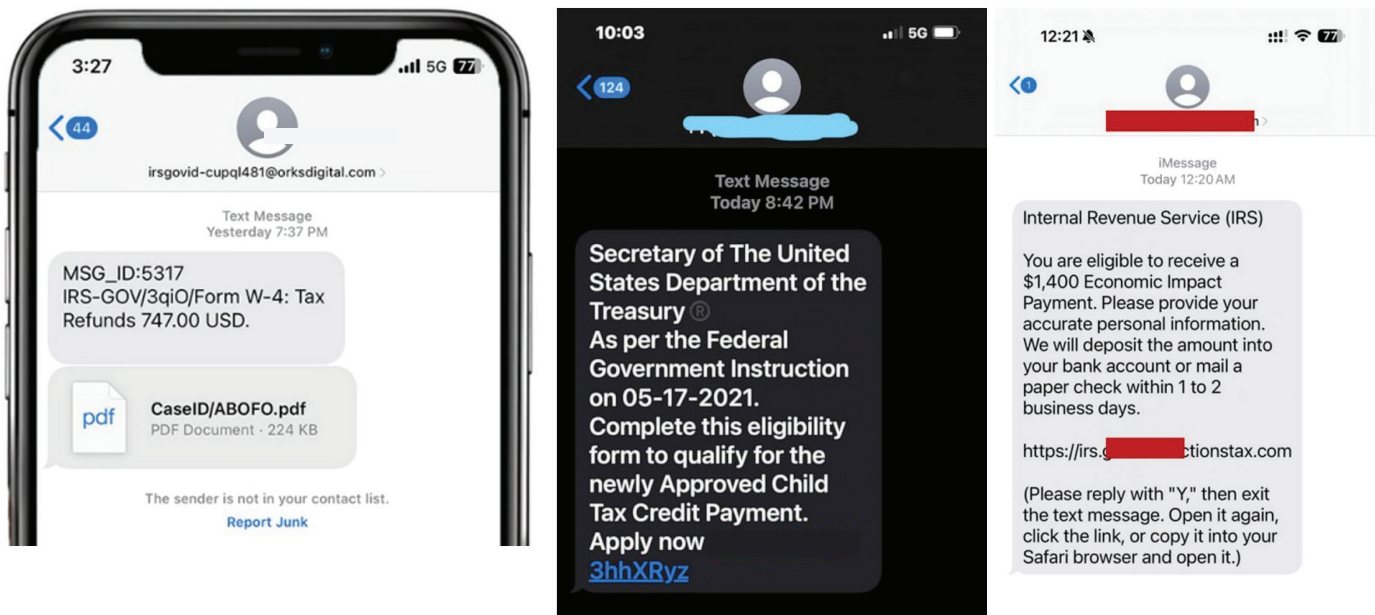 3:27
5G 77
44
irsgovid-cupql481@orksdigital.com >
Text Message
Yesterday 7:37 PM
MSG_ID:5317
IRS-GOV/3qiO/Form W-4: Tax
Refunds 747.00 USD.
pdf
CaseID/ABOFO.pdf
PDF Document · 224 KB
The sender is not in your contact list.
Report Junk
10:03
5G
124
Text Message
Today 8:42 PM
Secretary of The United
States Department of the
Treasury ®
As per the Federal
Government Instruction
on 05-17-2021.
Complete this eligibility
form to qualify for the
newly Approved Child
Tax Credit Payment.
Apply now
3hhXRyz
12:21
77
1
iMessage
Today 12:20 AM
Internal Revenue Service (IRS)
You are eligible to receive a
$1,400 Economic Impact
Payment. Please provide your
accurate personal information.
We will deposit the amount into
your bank account or mail a
paper check within 1 to 2
business days.
https://irs.g ctionstax.com
(Please reply with "Y," then exit
the text message. Open it again,
click the link, or copy it into your
Safari browser and open it.)